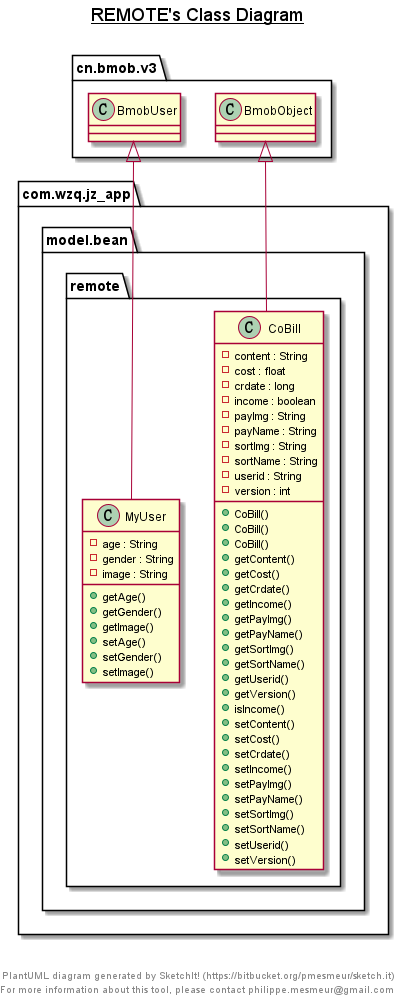 REMOTE's Class Diagram
cn.bmob.v3
C BmobUser
C BmobObject
com.wzq.jz_app
model.bean
remote
C CoBill
content : String
cost : float
crdate : long
income : boolean
payImg : String
payName : String
sortImg : String
sortName : String
userid : String
version : int
CoBill()
CoBill()
CoBill()
getContent()
getCost()
getCrdate()
getIncome()
getPayImg()
getPayName()
getSortImg()
getSortName()
getUserid()
getVersion()
isIncome()
setContent()
setCost()
setCrdate()
setIncome()
setPayImg()
setPayName()
setSortImg()
setSortName()
setUserid()
setVersion()
C MyUser
age : String
gender : String
image : String
getAge()
getGender()
getImage()
setAge()
setGender()
setImage()
PlantUML diagram generated by SketchIt! (https://bitbucket.org/pmesmeur/sketch.it)
For more information about this tool, please contact philippe.mesmeur@gmail.com